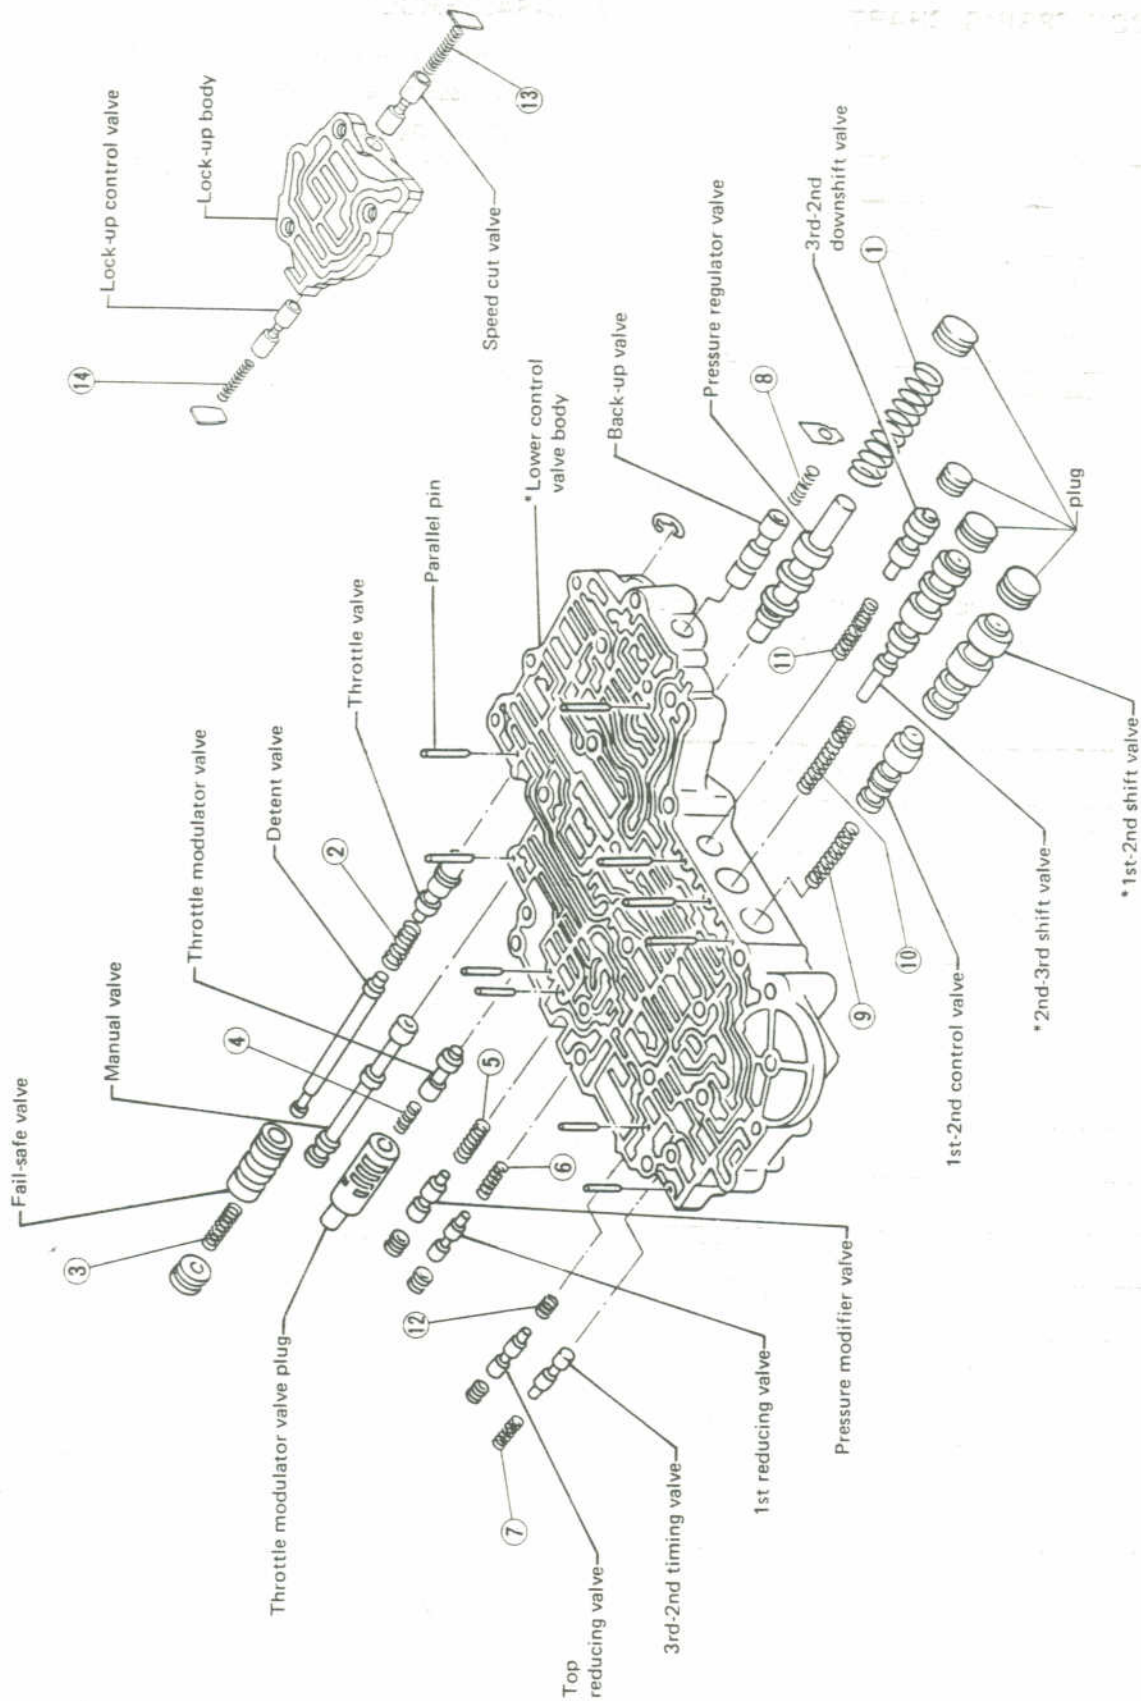 Lock-up control valve
Lock-up body
14
13
Speed cut valve
*Lower control
valve body
Back-up valve
Pressure regulator valve
8
3rd-2nd
downshift valve
1
plug
Parallel pin
Throttle valve
Detent valve
2
Throttle modulator valve
Manual valve
4
Fail-safe valve
3
5
6
12
Throttle modulator valve plug
7
Top
reducing valve
3rd-2nd timing valve
1st reducing valve
Pressure modifier valve
11
10
9
1st-2nd control valve
*2nd-3rd shift valve
*1st-2nd shift valve